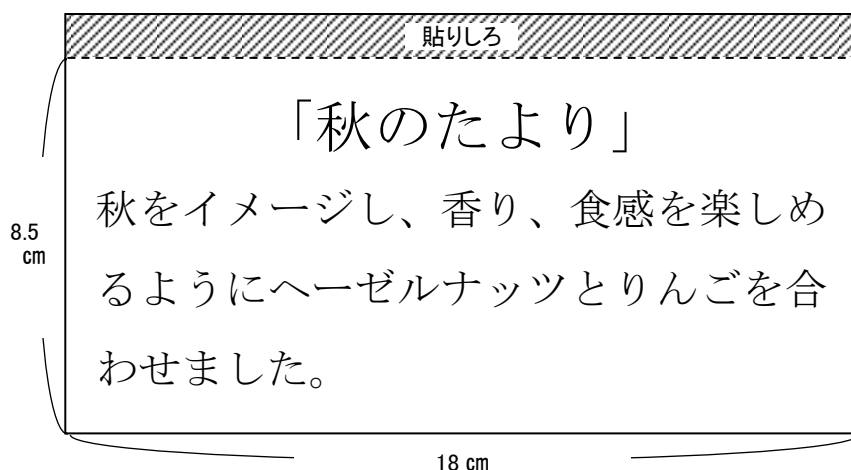 貼りしろ
「秋のたより」
秋をイメージし、香り、食感を楽しめ
るようにヘーゼルナッツとりんごを合
わせました。
8.5
cm
18 cm